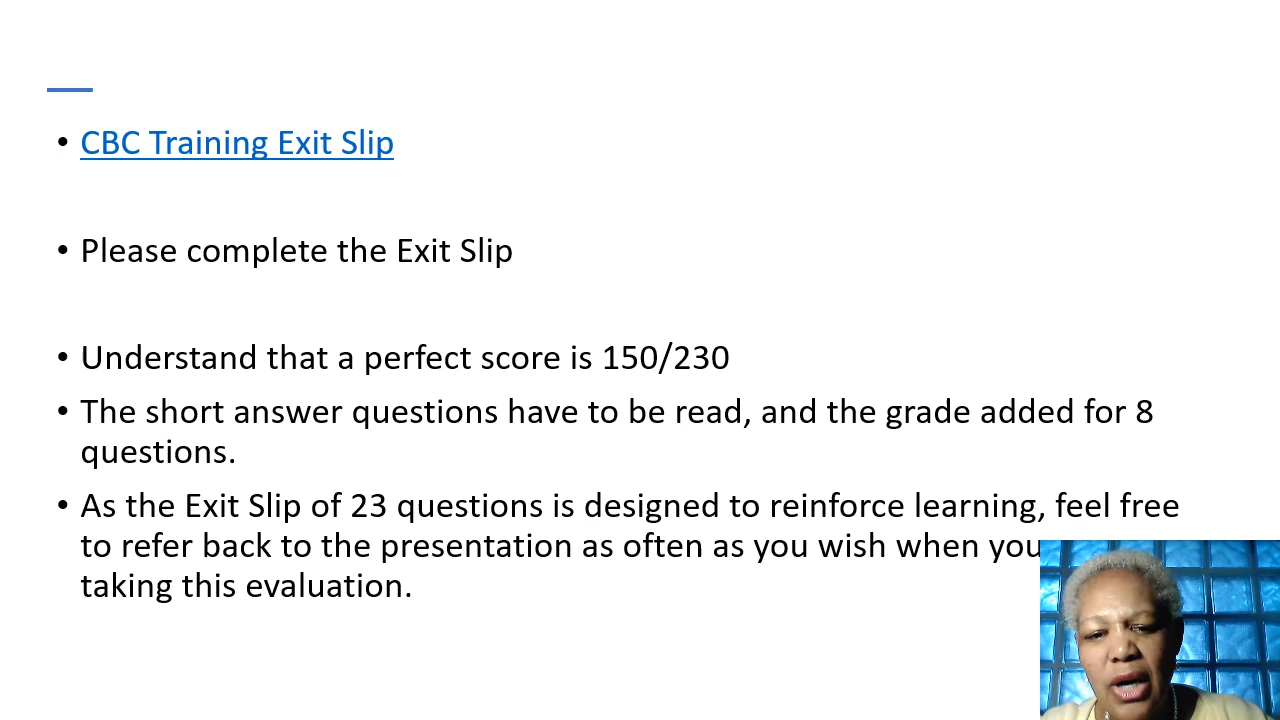 • CBC Training Exit Slip
• Please complete the Exit Slip
• Understand that a perfect score is 150/230
• The short answer questions have to be read, and the grade added for 8
questions.
• As the Exit Slip of 23 questions is designed to reinforce learning, feel free
to refer back to the presentation as often as you wish when you
taking this evaluation.